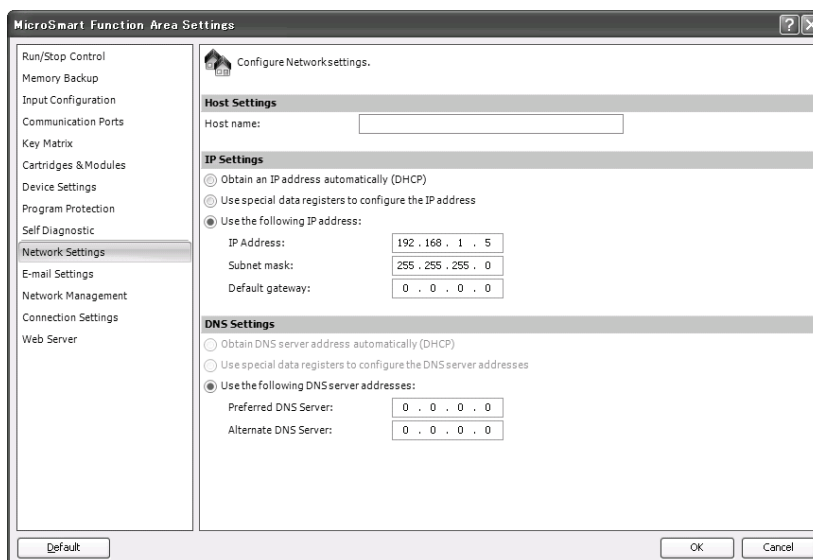 MicroSmart Function Area Settings
Run/Stop Control
Memory Backup
Input Configuration
Communication Ports
Key Matrix
Cartridges & Modules
Device Settings
Program Protection
Self Diagnostic
Network Settings
E-mail Settings
Network Management
Connection Settings
Web Server
Configure Network settings.
Host Settings
Host name:
IP Settings
Obtain an IP address automatically (DHCP)
Use special data registers to configure the IP address
Use the following IP address:
IP Address: 192 . 168 . 1 . 5
Subnet mask: 255 . 255 . 255 . 0
Default gateway: 0 . 0 . 0 . 0
DNS Settings
Obtain DNS server address automatically (DHCP)
Use special data registers to configure the DNS server addresses
Use the following DNS server addresses:
Preferred DNS Server: 0 . 0 . 0 . 0
Alternate DNS Server: 0 . 0 . 0 . 0
Default OK Cancel